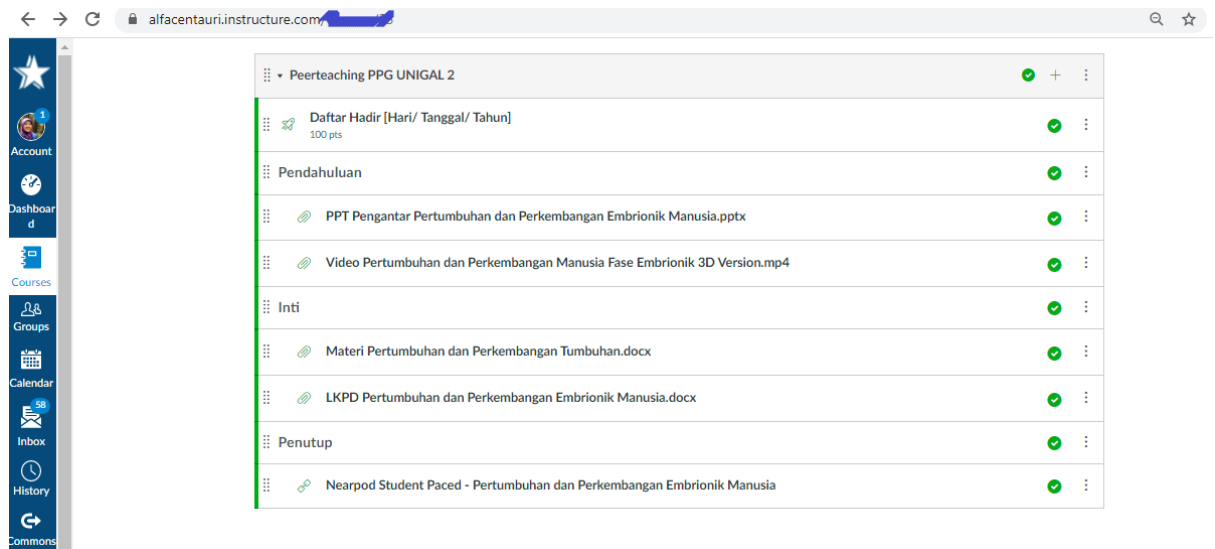 alfacentauri.instructure.com/
Peerteaching PPG UNIGAL 2
Daftar Hadir [Hari/ Tanggal/ Tahun]
100 pts
Pendahuluan
PPT Pengantar Pertumbuhan dan Perkembangan Embrionik Manusia.pptx
Video Pertumbuhan dan Perkembangan Manusia Fase Embrionik 3D Version.mp4
Inti
Materi Pertumbuhan dan Perkembangan Tumbuhan.docx
LKPD Pertumbuhan dan Perkembangan Embrionik Manusia.docx
Penutup
Nearpod Student Paced - Pertumbuhan dan Perkembangan Embrionik Manusia
1
Account
Dashboar
d
Courses
Groups
Calendar
58
Inbox
History
Commons